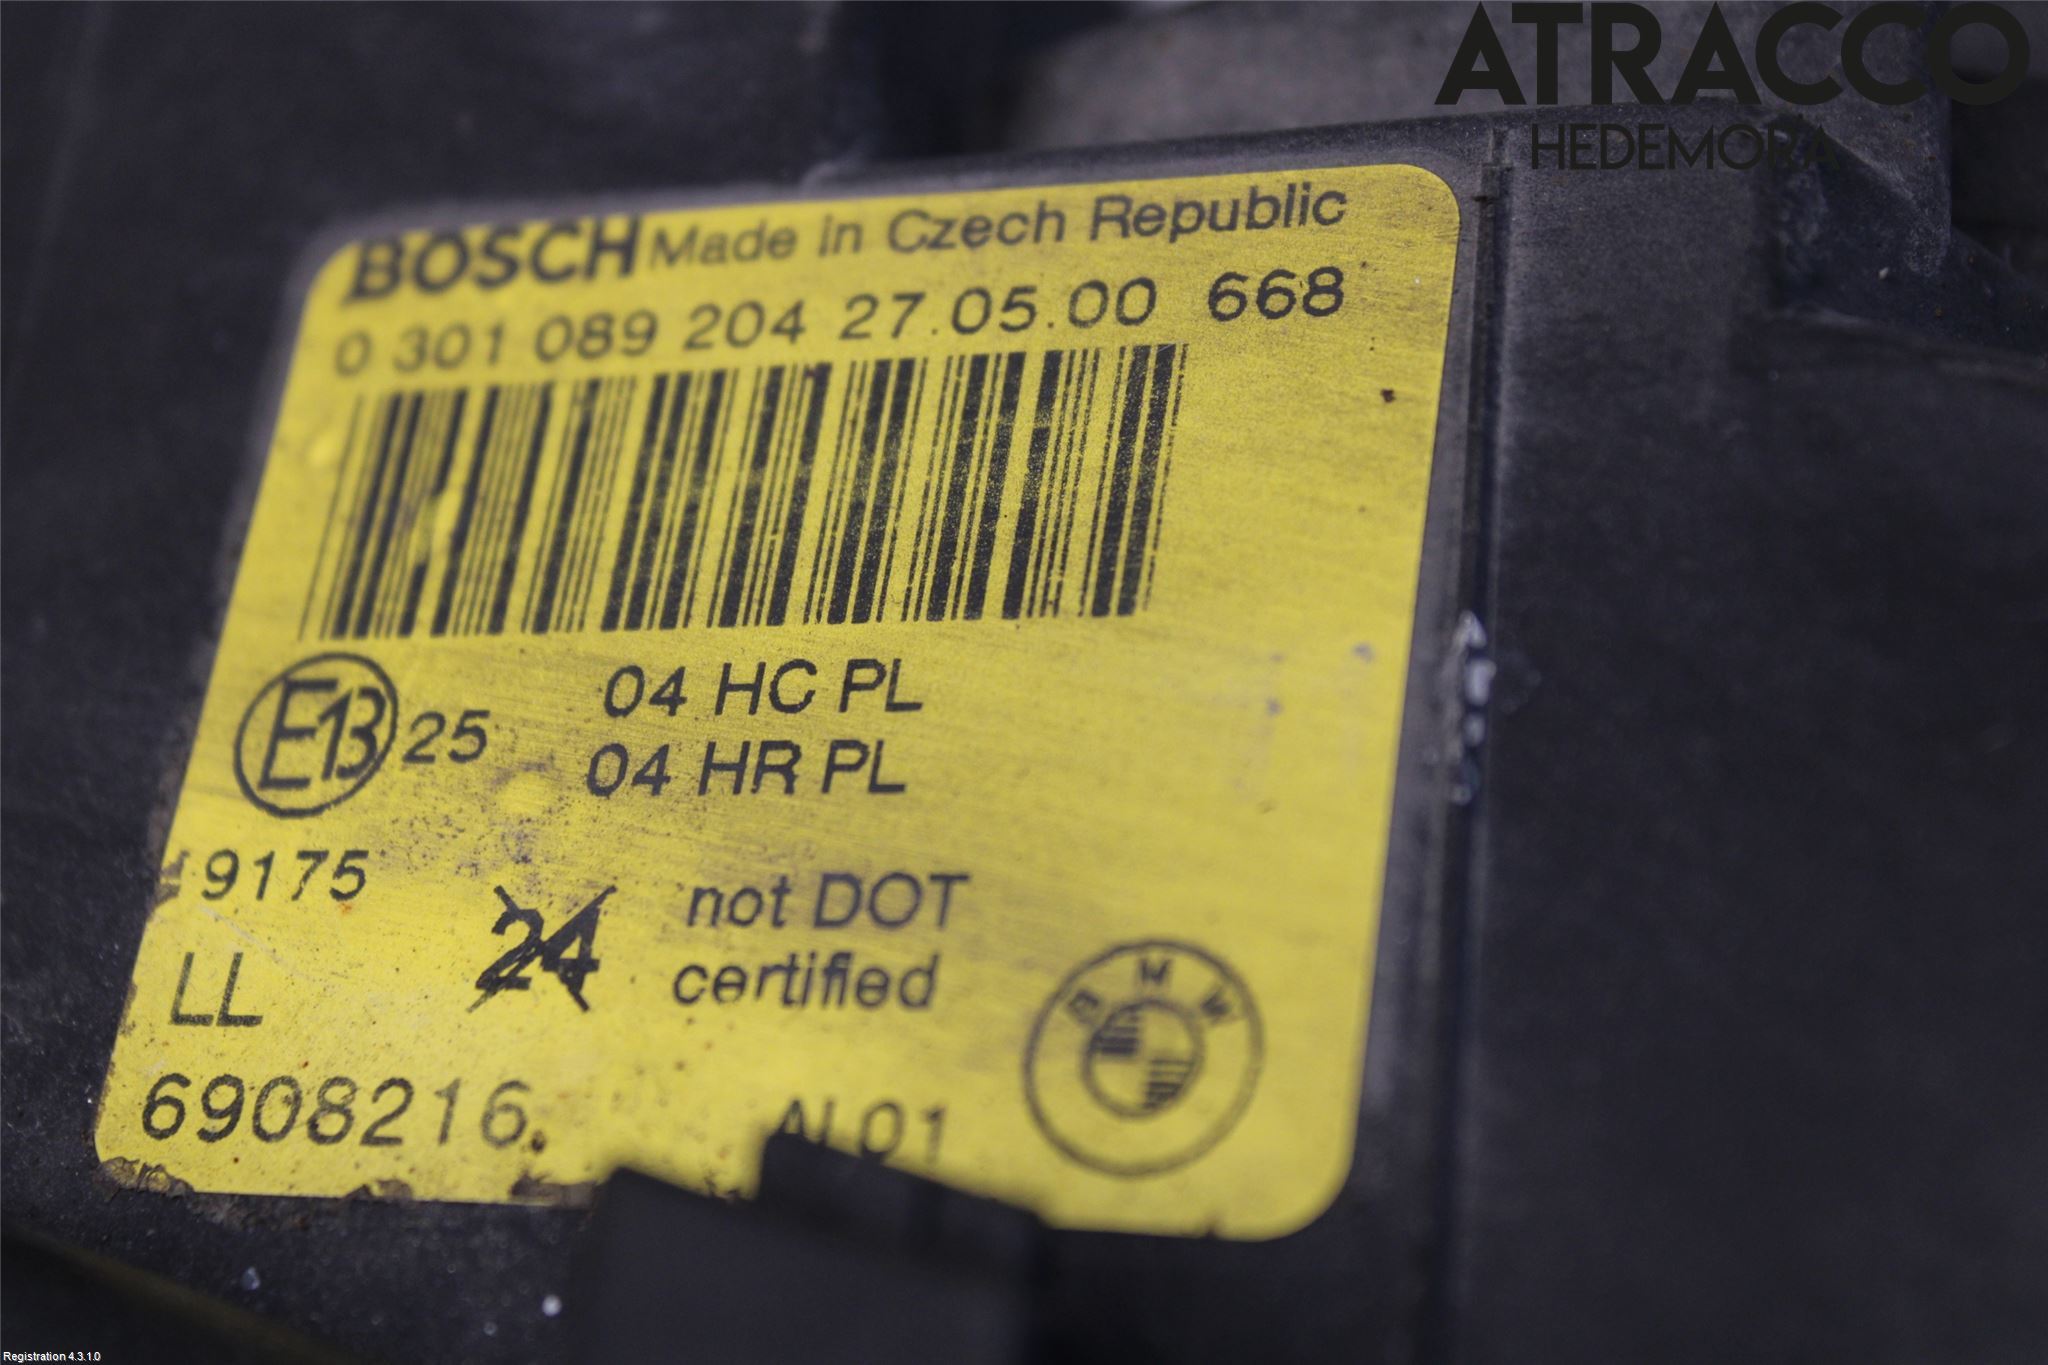 ATRACCO
HEDEMORA
BOSCH Made in Czech Republic
0 301 089 204 27.05.00 668
E13 25 04 HC PL
04 HR PL
9175
24 not DOT
LL certified
BMW
6908216 AL01
Registration 4.3.1.0